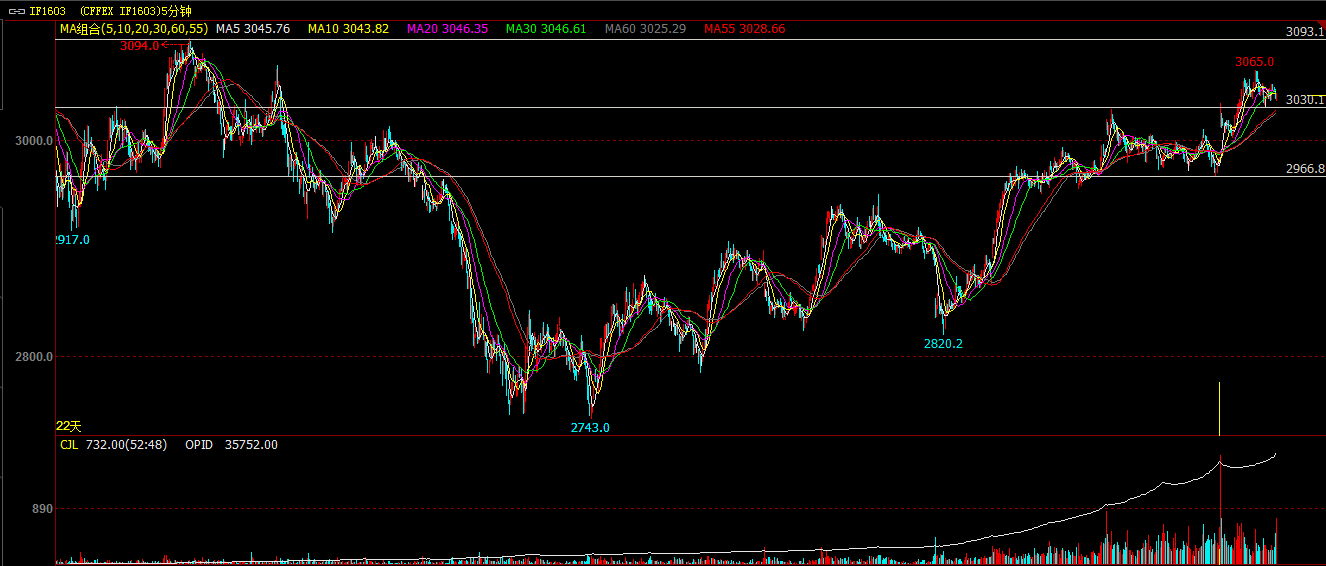 IF1603 (CFFEX IF1603)5分钟
MA组合(5,10,20,30,60,55) MA5 3045.76 MA10 3043.82 MA20 3046.35 MA30 3046.61 MA60 3025.29 MA55 3028.66
3093.1
3094.0
3065.0
3030.1
3000.0
2966.8
2917.0
2820.2
2800.0
2743.0
22天
CJL 732.00(52:48) OPID 35752.00
890